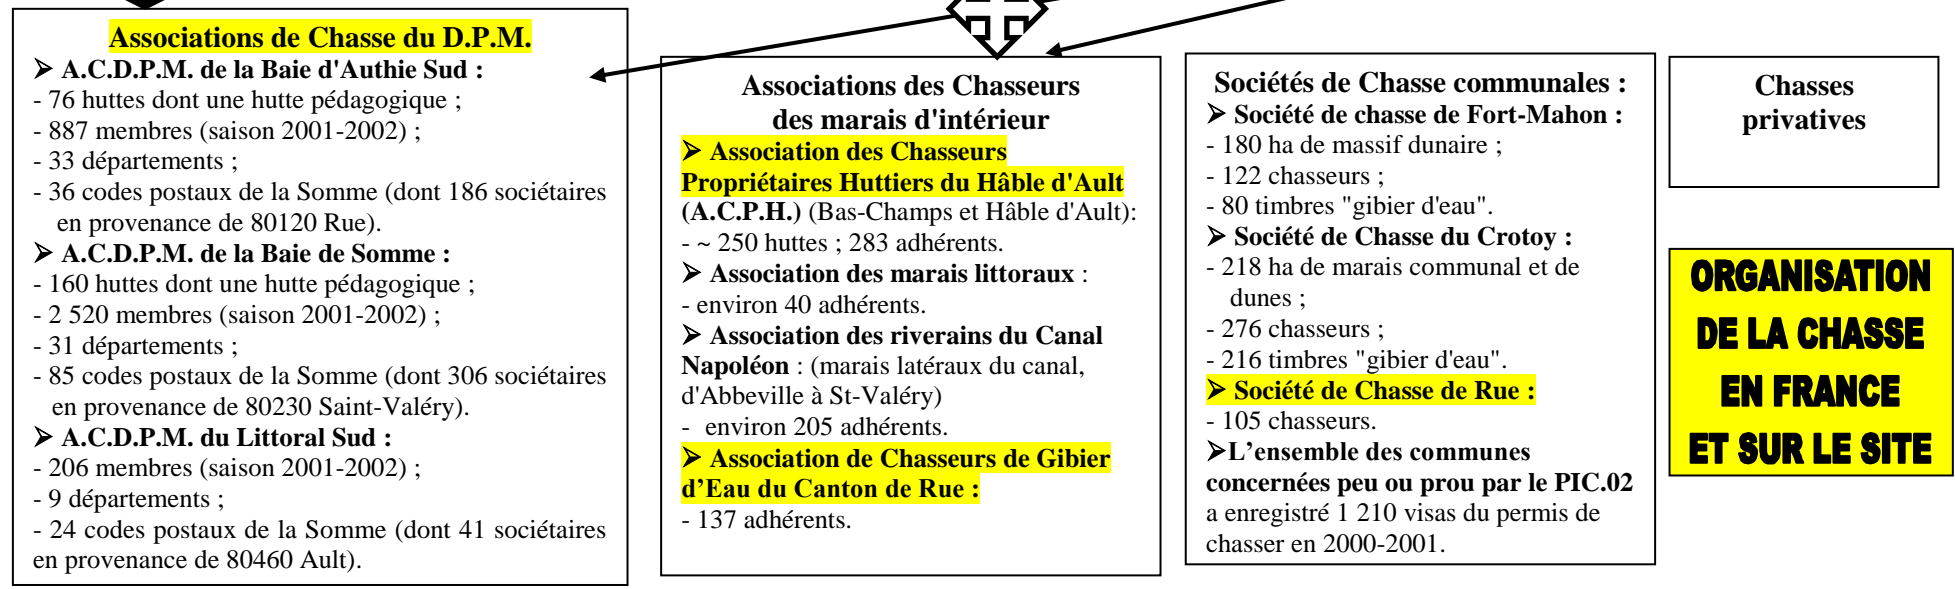 Associations de Chasse du D.P.M.
➢ A.C.D.P.M. de la Baie d'Authie Sud :
- 76 huttes dont une hutte pédagogique ;
- 887 membres (saison 2001-2002) ;
- 33 départements ;
- 36 codes postaux de la Somme (dont 186 sociétaires
en provenance de 80120 Rue).
➢ A.C.D.P.M. de la Baie de Somme :
- 160 huttes dont une hutte pédagogique ;
- 2 520 membres (saison 2001-2002) ;
- 31 départements ;
- 85 codes postaux de la Somme (dont 306 sociétaires
en provenance de 80230 Saint-Valéry).
➢ A.C.D.P.M. du Littoral Sud :
- 206 membres (saison 2001-2002) ;
- 9 départements ;
- 24 codes postaux de la Somme (dont 41 sociétaires
en provenance de 80460 Ault).
Associations des Chasseurs
des marais d'intérieur
➢ Association des Chasseurs
Propriétaires Huttiers du Hâble d'Ault
(A.C.P.H.) (Bas-Champs et Hâble d'Ault):
- ~ 250 huttes ; 283 adhérents.
➢ Association des marais littoraux :
- environ 40 adhérents.
➢ Association des riverains du Canal
Napoléon : (marais latéraux du canal,
d'Abbeville à St-Valéry)
- environ 205 adhérents.
➢ Association de Chasseurs de Gibier
d’Eau du Canton de Rue :
- 137 adhérents.
Sociétés de Chasse communales :
➢ Société de chasse de Fort-Mahon :
- 180 ha de massif dunaire ;
- 122 chasseurs ;
- 80 timbres "gibier d'eau".
➢ Société de Chasse du Crotoy :
- 218 ha de marais communal et de
dunes ;
- 276 chasseurs ;
- 216 timbres "gibier d'eau".
➢ Société de Chasse de Rue :
- 105 chasseurs.
➢L’ensemble des communes
concernées peu ou prou par le PIC.02
a enregistré 1 210 visas du permis de
chasser en 2000-2001.
Chasses
privatives
ORGANISATION
DE LA CHASSE
EN FRANCE
ET SUR LE SITE